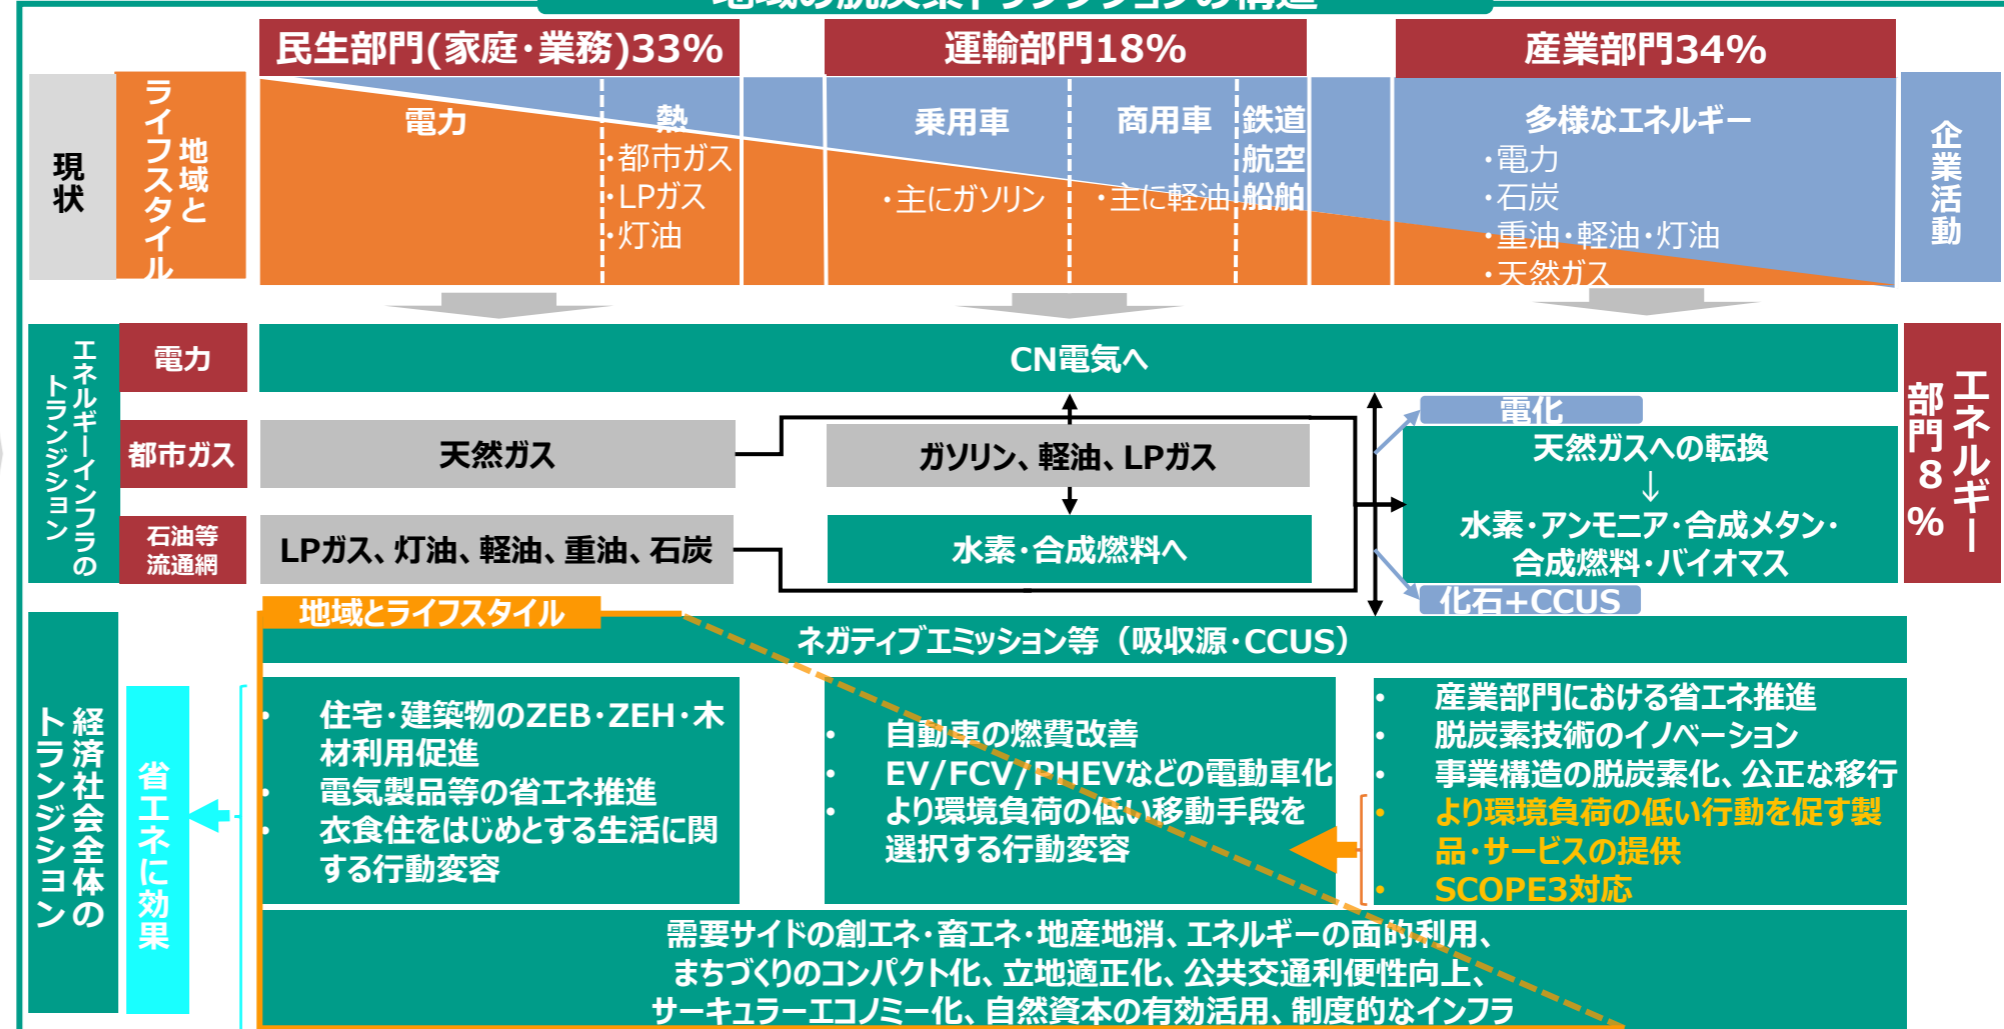 地域の脱炭素トランジションの構造
民生部門(家庭・業務)33%
運輸部門18%
産業部門34%
現状
地域と
ライフスタイル
電力
熱
・都市ガス
・LPガス
・灯油
乗用車
・主にガソリン
商用車
・主に軽油
鉄道
航空
船舶
多様なエネルギー
・電力
・石炭
・重油・軽油・灯油
・天然ガス
企業活動
エネルギーインフラの
トランジション
電力
CN電気へ
都市ガス
天然ガス
ガソリン、軽油、LPガス
石油等
流通網
LPガス、灯油、軽油、重油、石炭
水素・合成燃料へ
電化
天然ガスへの転換
↓
水素・アンモニア・合成メタン・
合成燃料・バイオマス
化石+CCUS
エネルギー
部門8%
地域とライフスタイル
ネガティブエミッション等（吸収源・CCUS）
経済社会全体の
トランジション
省エネに効果
• 住宅・建築物のZEB・ZEH・木
材利用促進
• 電気製品等の省エネ推進
• 衣食住をはじめとする生活に関
する行動変容
• 自動車の燃費改善
• EV/FCV/PHEVなどの電動車化
• より環境負荷の低い移動手段を
選択する行動変容
• 産業部門における省エネ推進
• 脱炭素技術のイノベーション
• 事業構造の脱炭素化、公正な移行
• より環境負荷の低い行動を促す製
品・サービスの提供
• SCOPE3対応
需要サイドの創エネ・畜エネ・地産地消、エネルギーの面的利用、
まちづくりのコンパクト化、立地適正化、公共交通利便性向上、
サーキュラーエコノミー化、自然資本の有効活用、制度的なインフラ